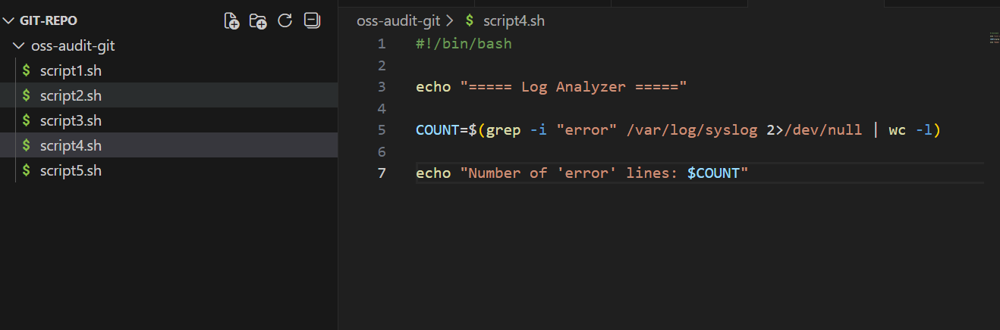 GIT-REPO
oss-audit-git
$ script1.sh
$ script2.sh
$ script3.sh
$ script4.sh
$ script5.sh
oss-audit-git > $ script4.sh
1 #!/bin/bash
2
3 echo "===== Log Analyzer ====="
4
5 COUNT=$(grep -i "error" /var/log/syslog 2>/dev/null | wc -l)
6
7 echo "Number of 'error' lines: $COUNT"